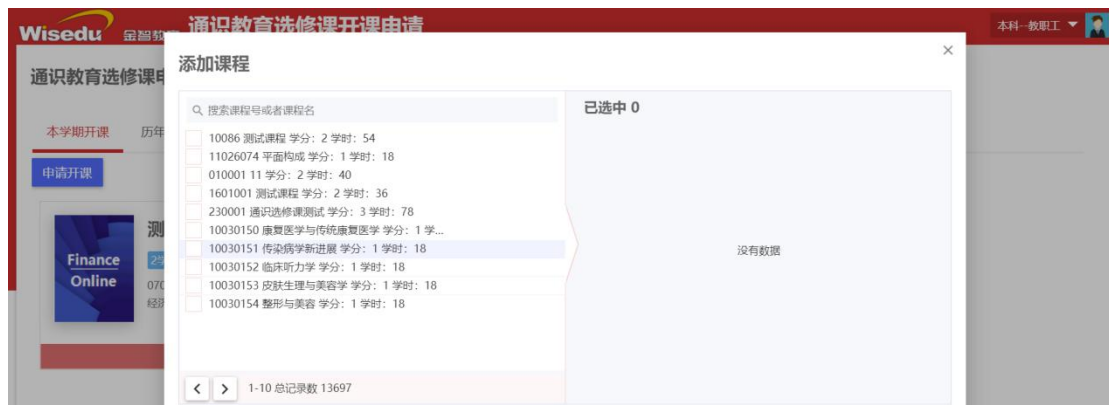 Wisedu 金智教 通识教育选修课开课申请
本科--教职工
通识教育选修课申
添加课程
×
本学期开课 历年
申请开课
搜索课程号或者课程名
已选中 0
10086 测试课程 学分：2 学时：54
11026074 平面构成 学分：1 学时：18
010001 11 学分：2 学时：40
1601001 测试课程 学分：2 学时：36
230001 通识选修课测试 学分：3 学时：78
10030150 康复医学与传统康复医学 学分：1 学...
10030151 传染病学新进展 学分：1 学时：18
10030152 临床听力学 学分：1 学时：18
10030153 皮肤生理与美容学 学分：1 学时：18
10030154 整形与美容 学分：1 学时：18
没有数据
Finance
Online
测
2学
070
经济
1-10 总记录数 13697